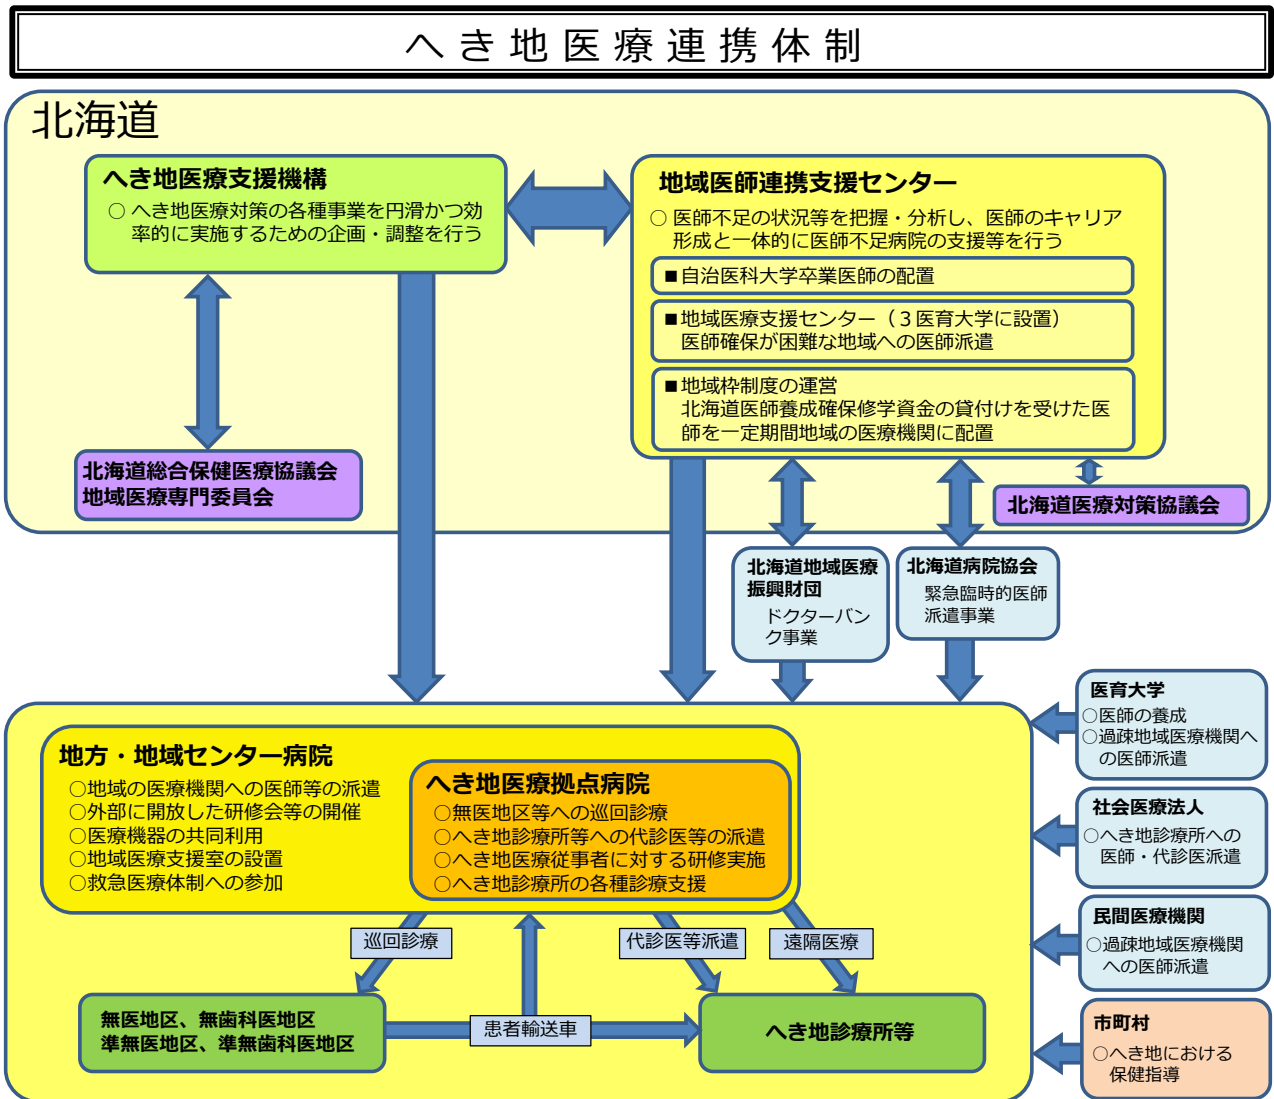 へき地医療連携体制
北海道
へき地医療支援機構
○ へき地医療対策の各種事業を円滑かつ効
率的に実施するための企画・調整を行う
地域医師連携支援センター
○ 医師不足の状況等を把握・分析し、医師のキャリア
形成と一体的に医師不足病院の支援等を行う
■自治医科大学卒業医師の配置
■地域医療支援センター（３医育大学に設置）
医師確保が困難な地域への医師派遣
■地域枠制度の運営
北海道医師養成確保修学資金の貸付けを受けた医
師を一定期間地域の医療機関に配置
北海道総合保健医療協議会
地域医療専門委員会
北海道医療対策協議会
北海道地域医療
振興財団
ドクターバン
ク事業
北海道病院協会
緊急臨時的医師
派遣事業
医育大学
○医師の養成
○過疎地域医療機関へ
の医師派遣
社会医療法人
○へき地診療所への
医師・代診医派遣
民間医療機関
○過疎地域医療機関
への医師派遣
市町村
○へき地における
保健指導
地方・地域センター病院
○地域の医療機関への医師等の派遣
○外部に開放した研修会等の開催
○医療機器の共同利用
○地域医療支援室の設置
○救急医療体制への参加
へき地医療拠点病院
○無医地区等への巡回診療
○へき地診療所等への代診医等の派遣
○へき地医療従事者に対する研修実施
○へき地診療所の各種診療支援
巡回診療
代診医等派遣
遠隔医療
無医地区、無歯科医地区
準無医地区、準無歯科医地区
患者輸送車
へき地診療所等